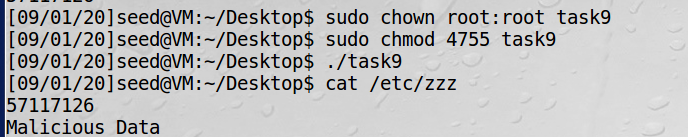 [09/01/20]seed@VM:~/Desktop$ sudo chown root:root task9
[09/01/20]seed@VM:~/Desktop$ sudo chmod 4755 task9
[09/01/20]seed@VM:~/Desktop$ ./task9
[09/01/20]seed@VM:~/Desktop$ cat /etc/zzz
57117126
Malicious Data